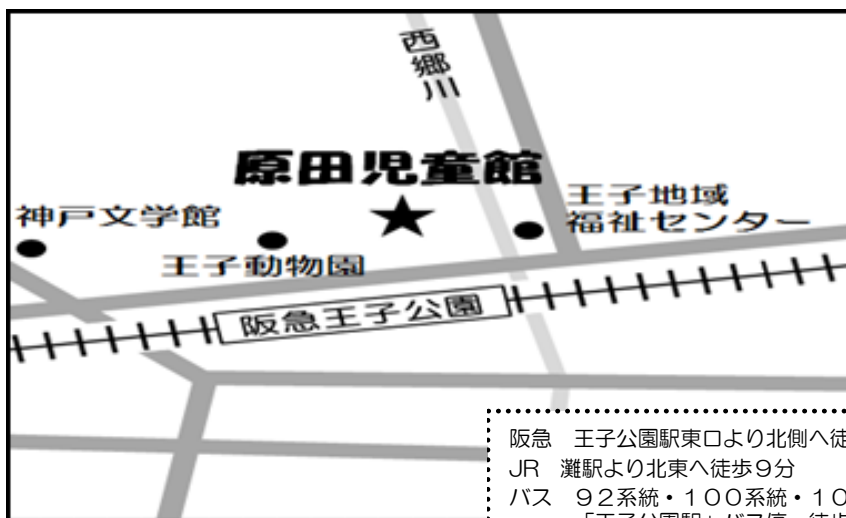 西郷川
原田児童館
神戸文学館
王子動物園
王子地域
福祉センター
阪急王子公園
阪急　王子公園駅東口より北側へ徒
JR　灘駅より北東へ徒歩９分
バス　９２系統・１００系統・１０